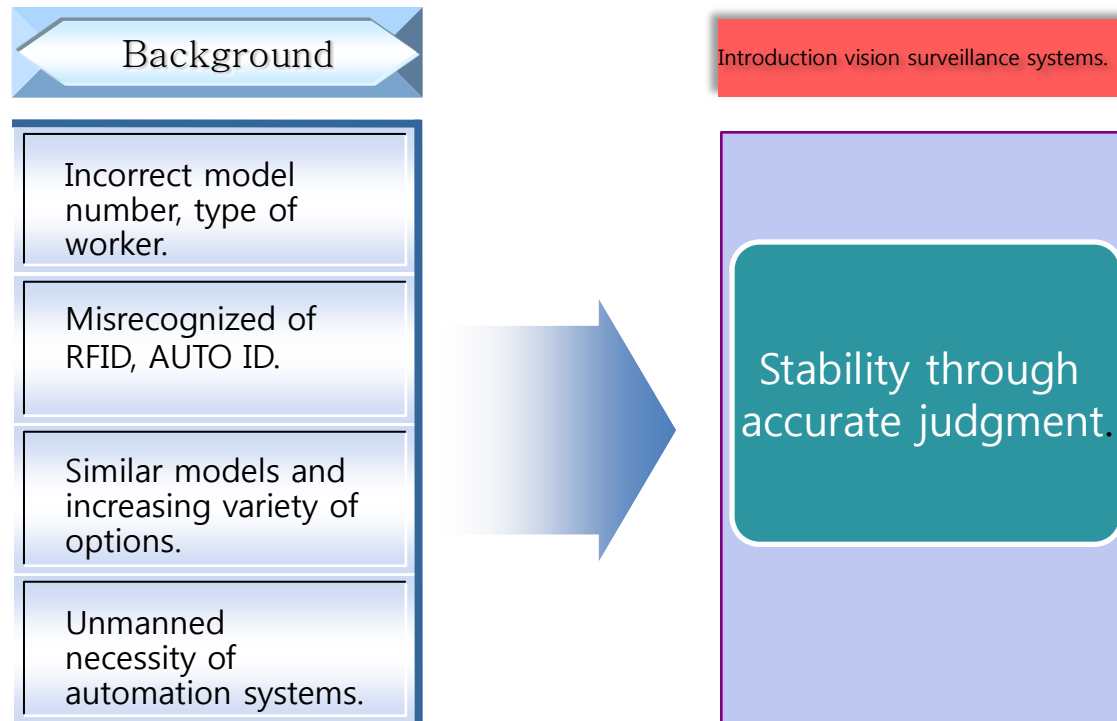 Background
Introduction vision surveillance systems.
Incorrect model
number, type of
worker.
Misrecognized of
RFID, AUTO ID.
Similar models and
increasing variety of
options.
Unmanned
necessity of
automation systems.
Stability through
accurate judgment.